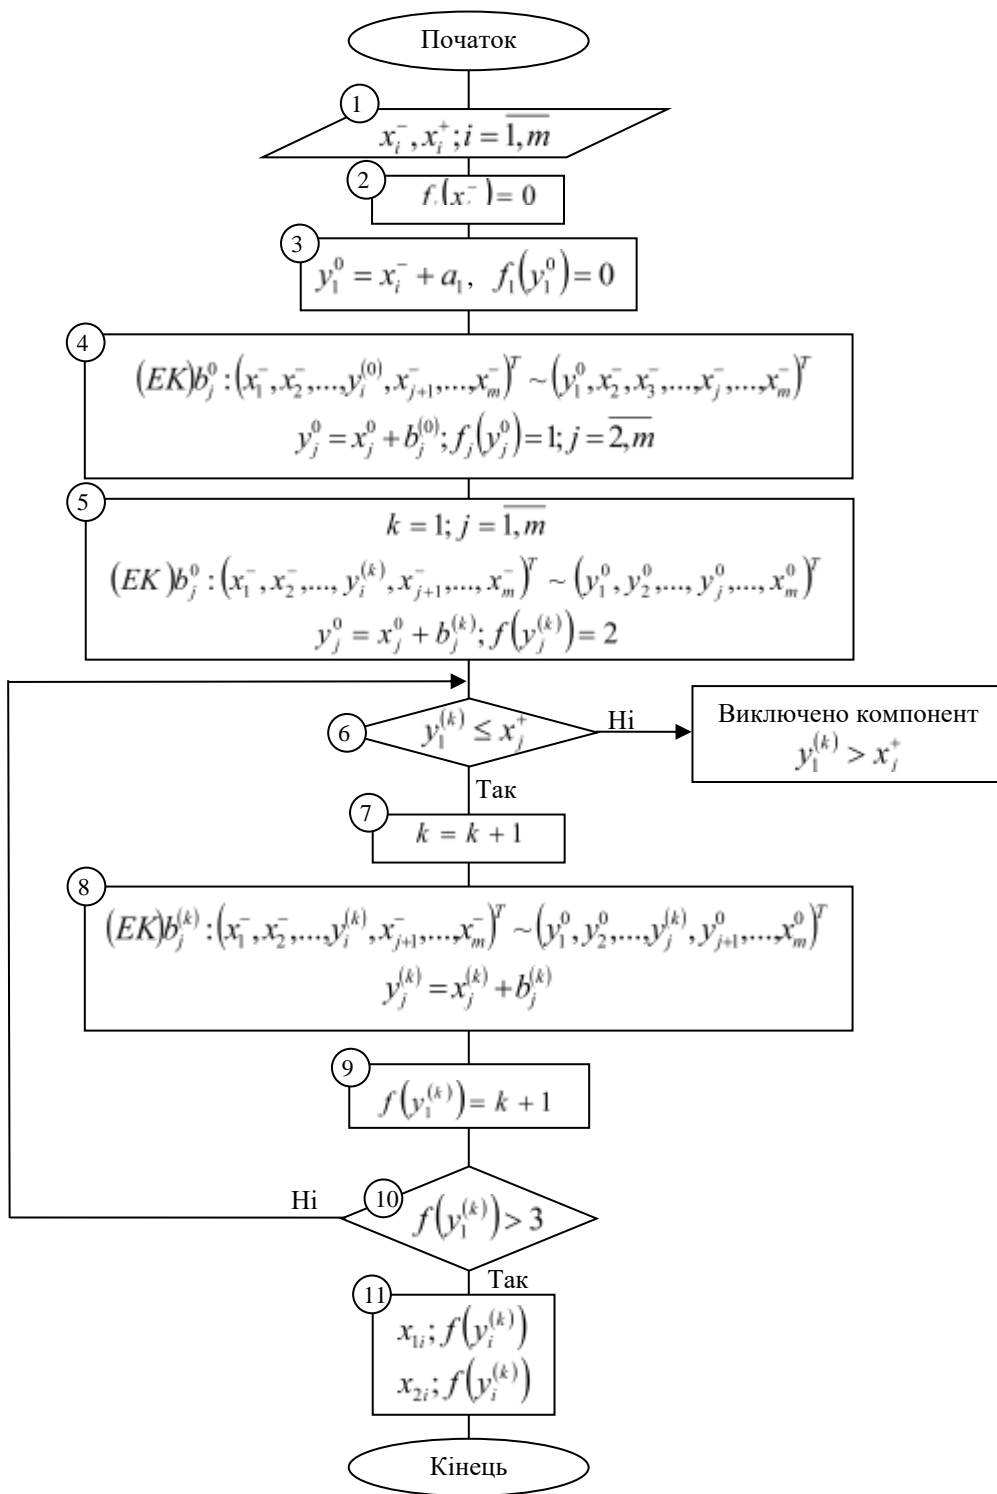 Початок
1
x_i^-, x_i^+; i = \overline{1,m}
2
f_i(x_i^-) = 0
3
y_1^0 = x_i^- + a_1, f_1(y_1^0) = 0
4
(EK)b_j^0 : (x_1^-, x_2^-, ..., y_i^{(0)}, x_{j+1}^-, ..., x_m^-)^T ~ (y_1^0, x_2^-, x_3^-, ..., x_j^-, ..., x_m^-)^T
y_j^0 = x_j^0 + b_j^{(0)}; f_j(y_j^0) = 1; j = \overline{2,m}
5
k = 1; j = \overline{1,m}
(EK)b_j^0 : (x_1^-, x_2^-, ..., y_i^{(k)}, x_{j+1}^-, ..., x_m^-)^T ~ (y_1^0, y_2^0, ..., y_j^0, ..., x_m^0)^T
y_j^0 = x_j^0 + b_j^{(k)}; f(y_j^{(k)}) = 2
6
y_1^{(k)} ≤ x_j^+
Ні
Виключено компонент
y_1^{(k)} > x_j^+
Так
7
k = k + 1
8
(EK)b_j^{(k)} : (x_1^-, x_2^-, ..., y_i^{(k)}, x_{j+1}^-, ..., x_m^-)^T ~ (y_1^0, y_2^0, ..., y_j^{(k)}, y_{j+1}^0, ..., x_m^0)^T
y_j^{(k)} = x_j^{(k)} + b_j^{(k)}
9
f(y_1^{(k)}) = k + 1
10
Ні
f(y_1^{(k)}) > 3
Так
11
x_{1i}; f(y_i^{(k)})
x_{2i}; f(y_i^{(k)})
Кінець